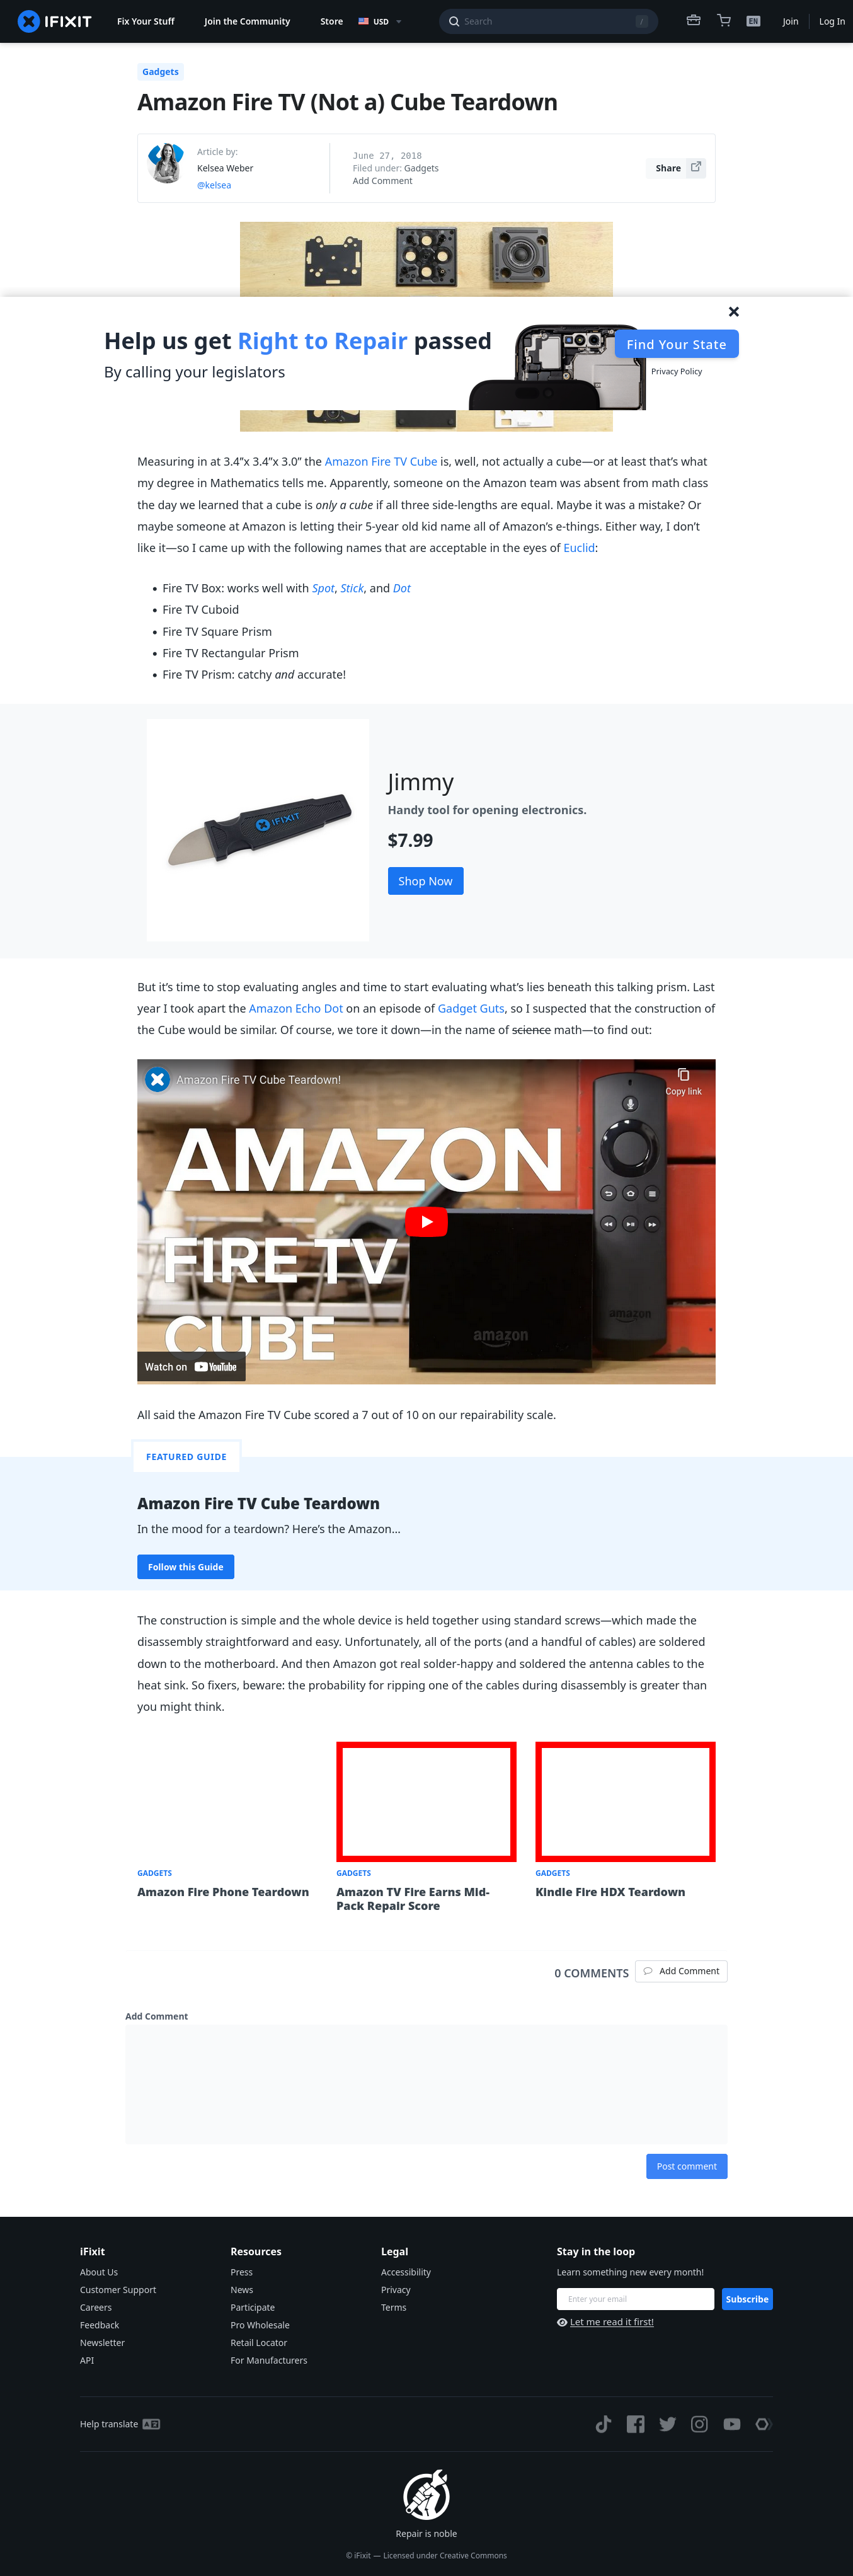 IFIXIT
Fix Your Stuff
Join the Community
Store
USD
Search
/
EN
Join
Log In
Gadgets
Amazon Fire TV (Not a) Cube Teardown
Article by:
Kelsea Weber
@kelsea
June 27, 2018
Filed under: Gadgets
Add Comment
Share
Help us get Right to Repair passed
By calling your legislators
Find Your State
Privacy Policy
Measuring in at 3.4”x 3.4”x 3.0” the Amazon Fire TV Cube is, well, not actually a cube—or at least that’s what
my degree in Mathematics tells me. Apparently, someone on the Amazon team was absent from math class
the day we learned that a cube is only a cube if all three side-lengths are equal. Maybe it was a mistake? Or
maybe someone at Amazon is letting their 5-year old kid name all of Amazon’s e-things. Either way, I don’t
like it—so I came up with the following names that are acceptable in the eyes of Euclid:
Fire TV Box: works well with Spot, Stick, and Dot
Fire TV Cuboid
Fire TV Square Prism
Fire TV Rectangular Prism
Fire TV Prism: catchy and accurate!
IFIXIT
Jimmy
Handy tool for opening electronics.
$7.99
Shop Now
But it’s time to stop evaluating angles and time to start evaluating what’s lies beneath this talking prism. Last
year I took apart the Amazon Echo Dot on an episode of Gadget Guts, so I suspected that the construction of
the Cube would be similar. Of course, we tore it down—in the name of science math—to find out:
Amazon Fire TV Cube Teardown!
Copy link
AMAZON
FIRE TV
CUBE
amazon
amazon
Watch on YouTube
All said the Amazon Fire TV Cube scored a 7 out of 10 on our repairability scale.
FEATURED GUIDE
Amazon Fire TV Cube Teardown
In the mood for a teardown? Here’s the Amazon...
Follow this Guide
The construction is simple and the whole device is held together using standard screws—which made the
disassembly straightforward and easy. Unfortunately, all of the ports (and a handful of cables) are soldered
down to the motherboard. And then Amazon got real solder-happy and soldered the antenna cables to the
heat sink. So fixers, beware: the probability for ripping one of the cables during disassembly is greater than
you might think.
GADGETS
Amazon Fire Phone Teardown
GADGETS
Amazon TV Fire Earns Mid-
Pack Repair Score
GADGETS
Kindle Fire HDX Teardown
0 COMMENTS
Add Comment
Add Comment
Post comment
iFixit
About Us
Customer Support
Careers
Feedback
Newsletter
API
Resources
Press
News
Participate
Pro Wholesale
Retail Locator
For Manufacturers
Legal
Accessibility
Privacy
Terms
Stay in the loop
Learn something new every month!
Enter your email
Subscribe
Let me read it first!
Help translate
Repair is noble
© iFixit — Licensed under Creative Commons